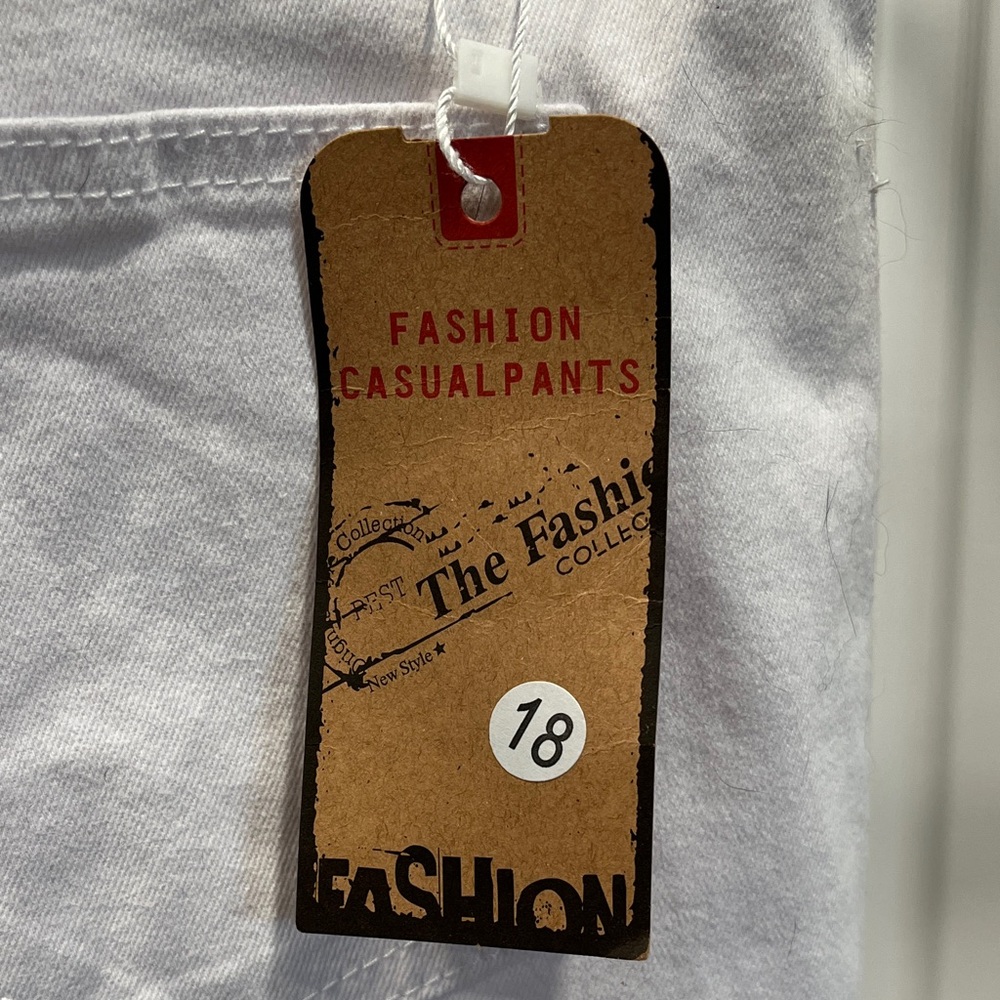 FASHION
CASUALPANTS
Collection
The Fashi
COLLEC
BEST
New Style★
18
FASHION